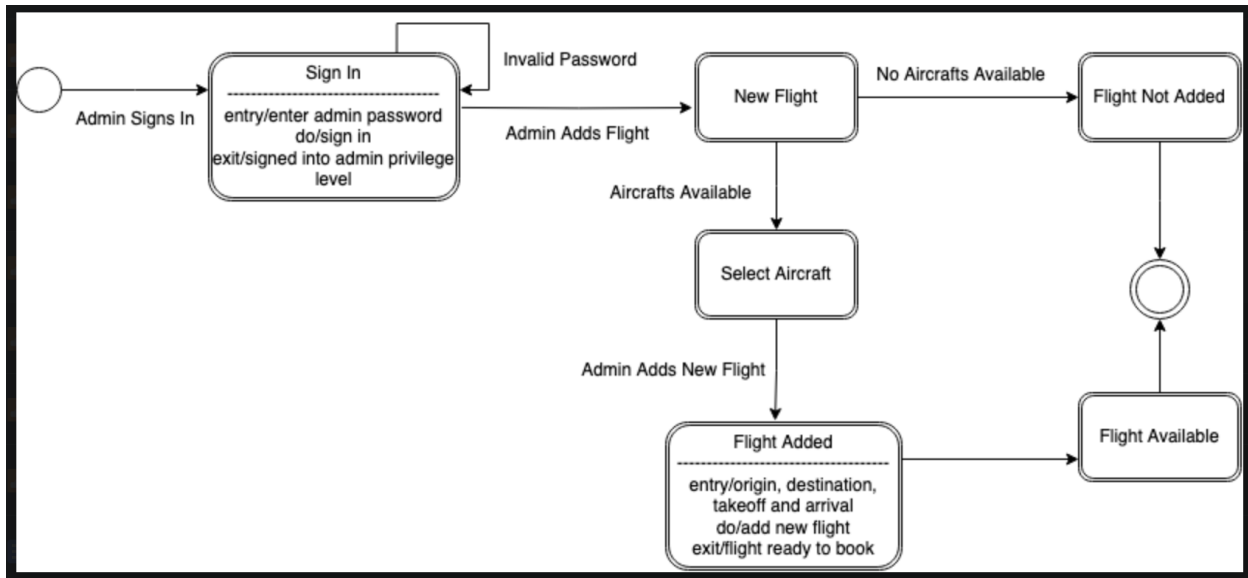 Sign In
entry/enter admin password
do/sign in
exit/signed into admin privilege
level
Admin Signs In
Invalid Password
Admin Adds Flight
New Flight
No Aircrafts Available
Flight Not Added
Aircrafts Available
Select Aircraft
Admin Adds New Flight
Flight Added
entry/origin, destination,
takeoff and arrival
do/add new flight
exit/flight ready to book
Flight Available